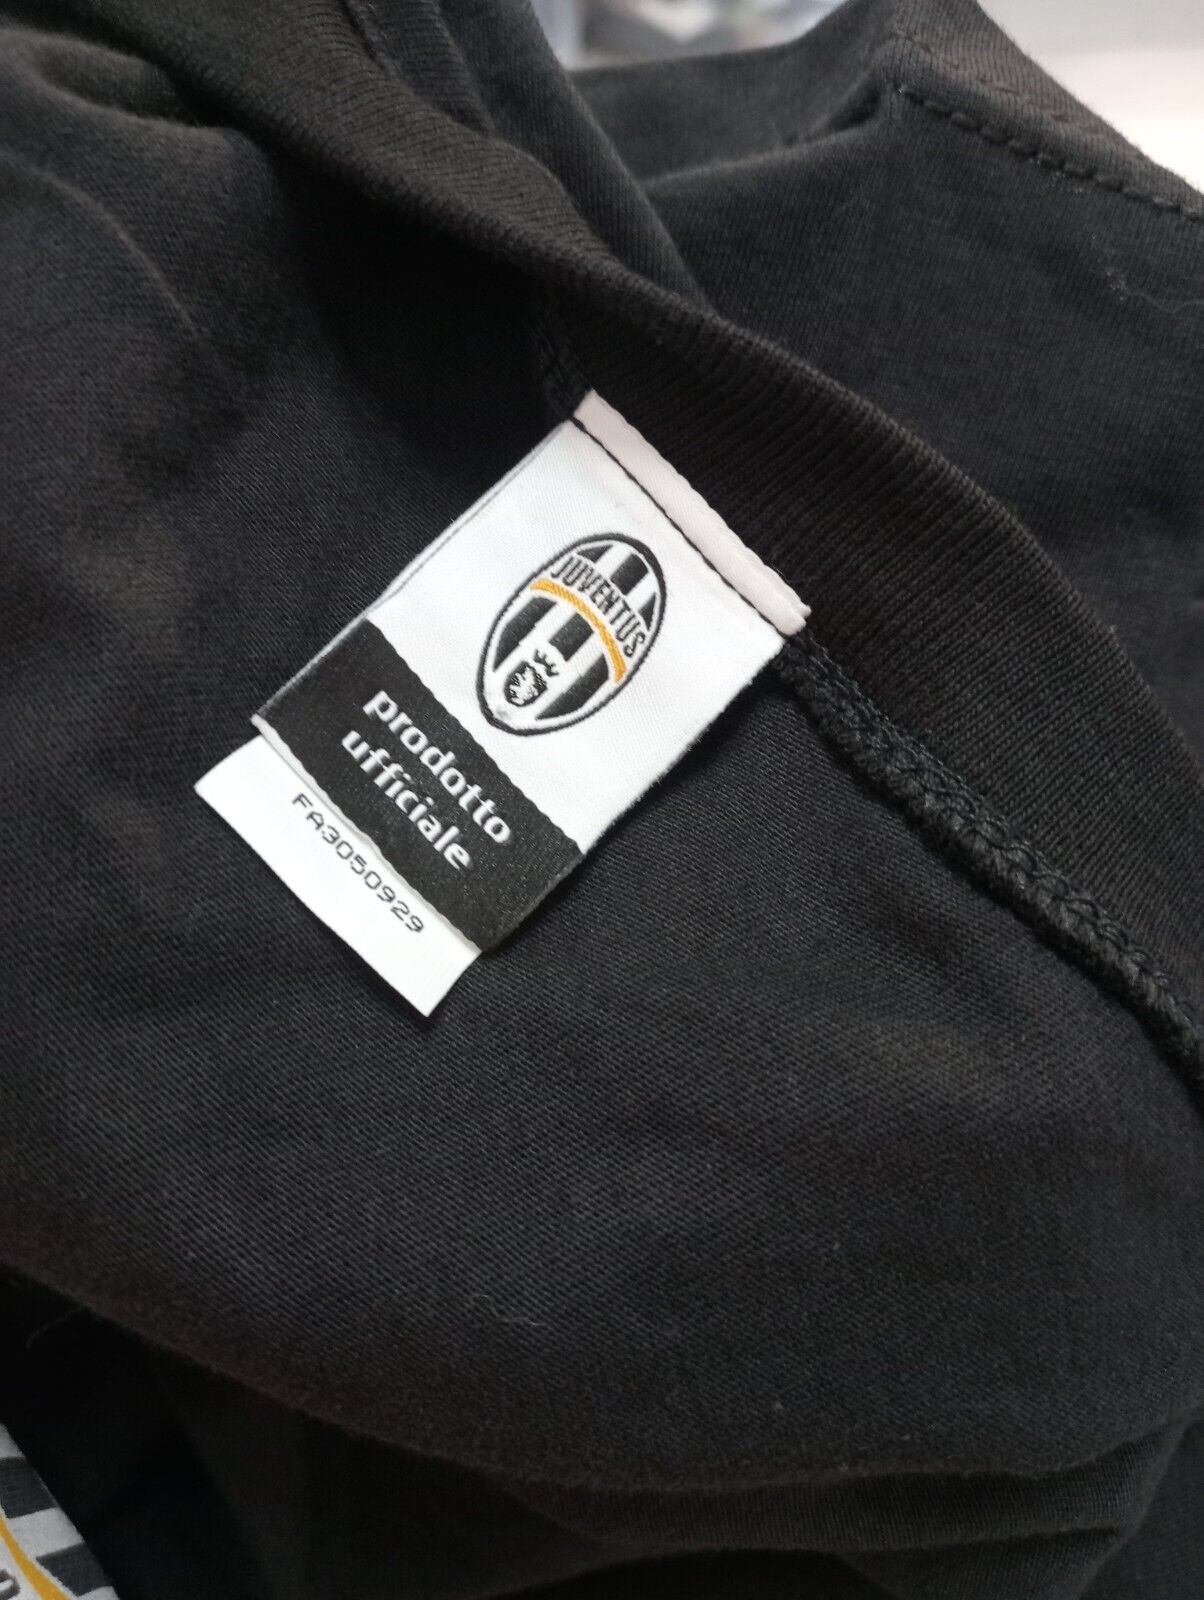 JUVENTUS
prodotto
ufficiale
FA3050929